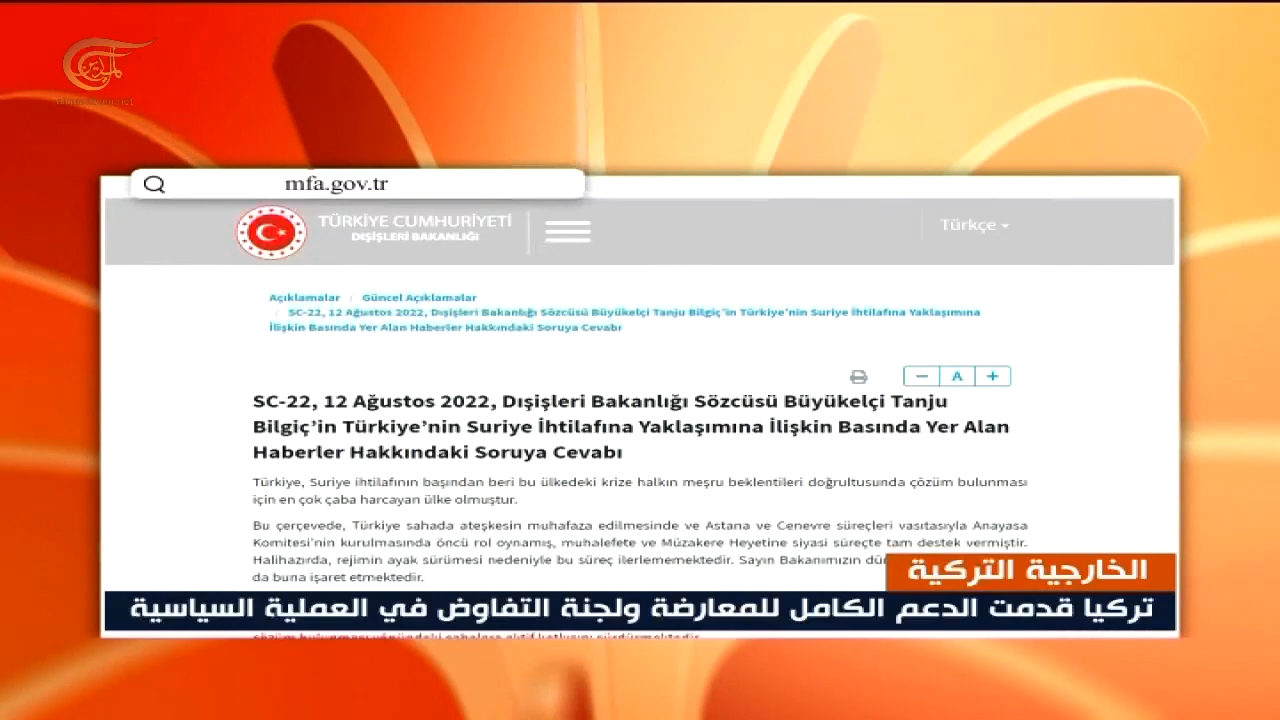 الميادين
mfa.gov.tr
TÜRKİYE CUMHURİYETİ
DIŞİŞLERİ BAKANLIĞI
Türkçe
Açıklamalar / Güncel Açıklamalar
/ SC-22, 12 Ağustos 2022, Dışişleri Bakanlığı Sözcüsü Büyükelçi Tanju Bilgiç’in Türkiye’nin Suriye İhtilafına Yaklaşımına
İlişkin Basında Yer Alan Haberler Hakkındaki Soruya Cevabı
− A +
SC-22, 12 Ağustos 2022, Dışişleri Bakanlığı Sözcüsü Büyükelçi Tanju
Bilgiç’in Türkiye’nin Suriye İhtilafına Yaklaşımına İlişkin Basında Yer Alan
Haberler Hakkındaki Soruya Cevabı
Türkiye, Suriye ihtilafının başından beri bu ülkedeki krize halkın meşru beklentileri doğrultusunda çözüm bulunması
için en çok çaba harcayan ülke olmuştur.
Bu çerçevede, Türkiye sahada ateşkesin muhafaza edilmesinde ve Astana ve Cenevre süreçleri vasıtasıyla Anayasa
Komitesi’nin kurulmasında öncü rol oynamış, muhalefete ve Müzakere Heyetine siyasi süreçte tam destek vermiştir.
Halihazırda, rejimin ayak sürümesi nedeniyle bu süreç ilerlememektedir. Sayın Bakanımızın
da buna işaret etmektedir.
الخارجية التركية
تركيا قدمت الدعم الكامل للمعارضة ولجنة التفاوض في العملية السياسية